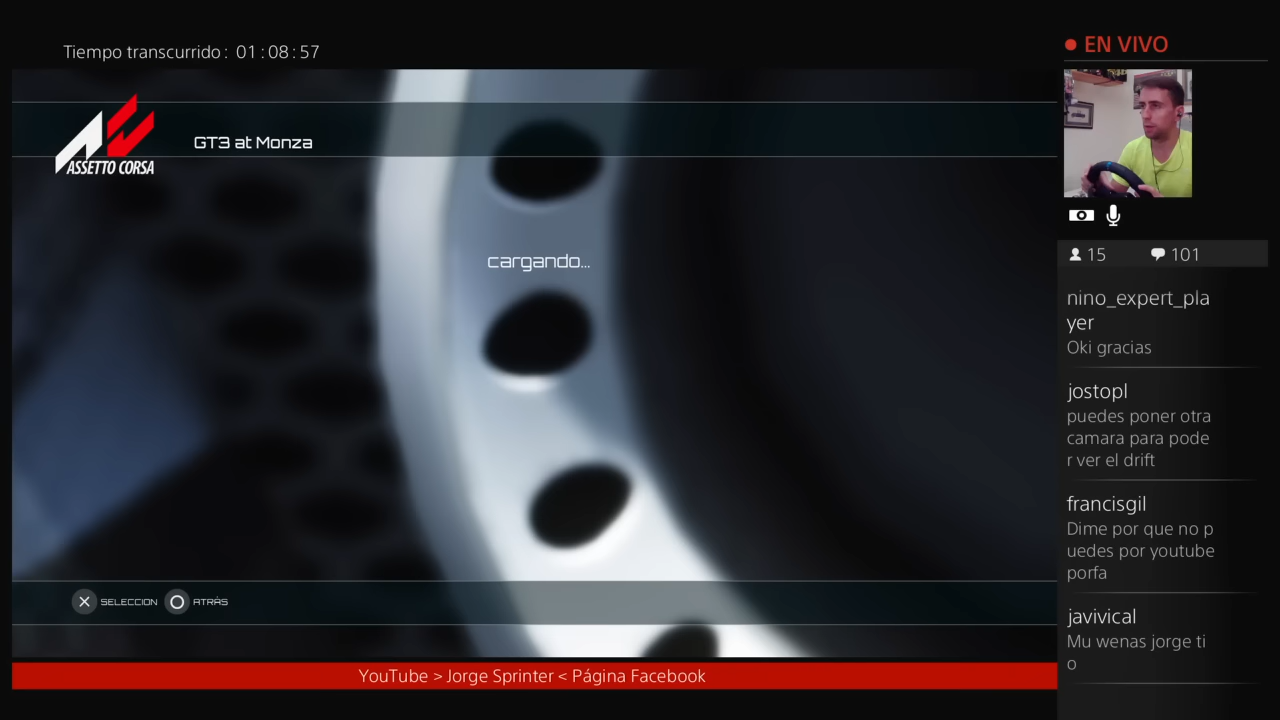 Tiempo transcurrido : 01 : 08 : 57
EN VIVO
ASSETTO CORSA
GT3 at Monza
cargando...
15
101
nino_expert_pla
yer
Oki gracias
jostopl
puedes poner otra
camara para pode
r ver el drift
francisgil
Dime por que no p
uedes por youtube
porfa
javivical
Mu wenas jorge ti
o
SELECCION
ATRÁS
YouTube > Jorge Sprinter < Página Facebook